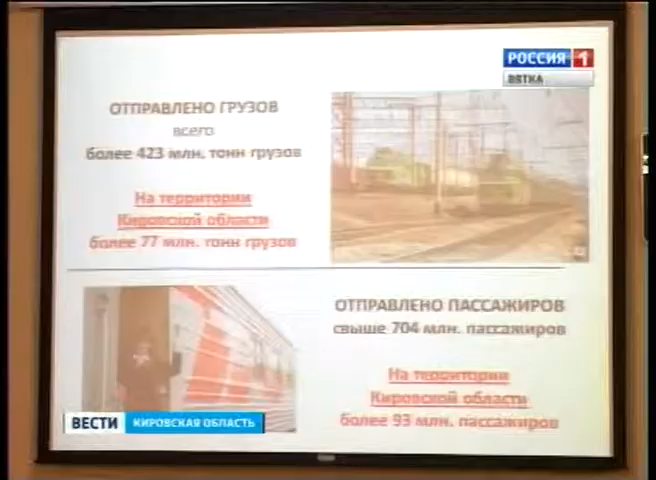 РОССИЯ 1
ВЯТКА
ОТПРАВЛЕНО ГРУЗОВ
всего
более 423 млн. тонн грузов
На территории
Кировской области
более 77 млн. тонн грузов
ОТПРАВЛЕНО ПАССАЖИРОВ
свыше 704 млн. пассажиров
На территории
Кировской области
более 93 млн. пассажиров
ВЕСТИ КИРОВСКАЯ ОБЛАСТЬ